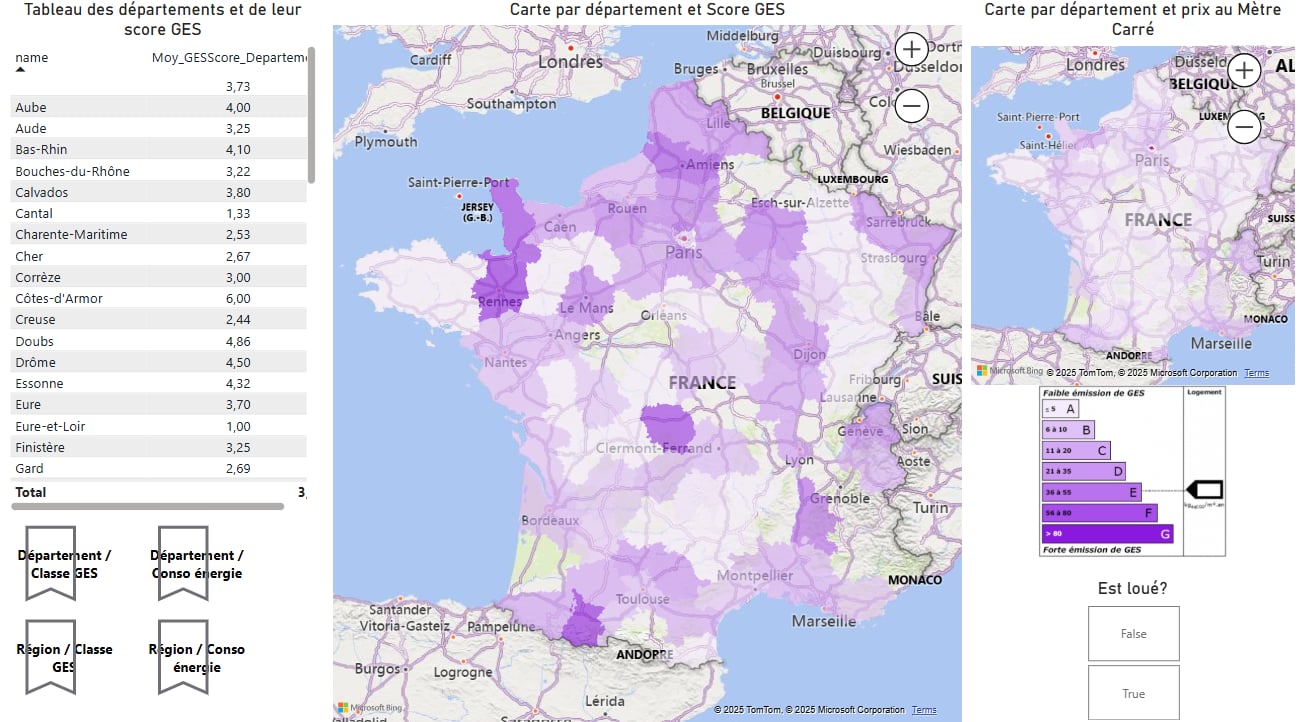 Tableau des départements et de leur
score GES
name Moy_GESScore_Departem
3,73
Aube 4,00
Aude 3,25
Bas-Rhin 4,10
Bouches-du-Rhône 3,22
Calvados 3,80
Cantal 1,33
Charente-Maritime 2,53
Cher 2,67
Corrèze 3,00
Côtes-d'Armor 6,00
Creuse 2,44
Doubs 4,86
Drôme 4,50
Essonne 4,32
Eure 3,70
Eure-et-Loir 1,00
Finistère 3,25
Gard 2,69
Total 3,
Département /
Classe GES
Département /
Conso énergie
Région / Classe
GES
Région / Conso
énergie
Carte par département et Score GES
Middelburg
Cardiff
Londres
Duisbourg
Dortn
Bruges
Bruxelles
Brussel
Dusseldor
Southampton
Colo
BELGIQUE
Lille
Plymouth
Wiesbaden
Amiens
LUXEMBOURG
Saint-Pierre-Port
JERSEY
(G.-B.)
Esch-sur-Alzette
Rouen
Sarrebruck
Caen
Paris
Strasbourg
Rennes
Le Mans
Orléans
Bâle
Angers
Dijon
Nantes
FRANCE
Fribourg
SUIS
Lausanne
Genève
Sion
Clermont-Ferrand
Lyon
Aoste
Grenoble
Turin
Bordeaux
Montpellier
MONACO
Toulouse
Santander
Marseille
Vitoria-Gasteiz
Pampelune
ANDORRE
Burgos
Logrogne
Lérida
Valladolid
Saragosse
Microsoft Bing
© 2025 TomTom, © 2025 Microsoft Corporation Terms
Carte par département et prix au Mètre
Carré
Londres
Düsseld
AL
BELGIQUE
Saint-Pierre-Port
LUXEM G
Saint-Hélier
Paris
FRANCE
SUISS
Turin
MONACO
Marseille
ANDORRE
Microsoft Bing
© 2025 TomTom, © 2025 Microsoft Corporation Terms
Faible émission de GES
Logement
≤ 5 A
6 à 10 B
11 à 20 C
21 à 35 D
36 à 55 E
56 à 80 F
> 80 G
Forte émission de GES
Est loué?
False
True